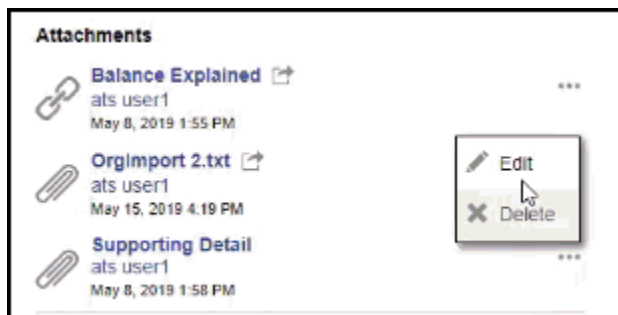 Attachments
Balance Explained
ats user1
May 8, 2019 1:55 PM
Orgimport 2.txt
ats user1
May 15, 2019 4:19 PM
Edit
Delete
Supporting Detail
ats user1
May 8, 2019 1:58 PM